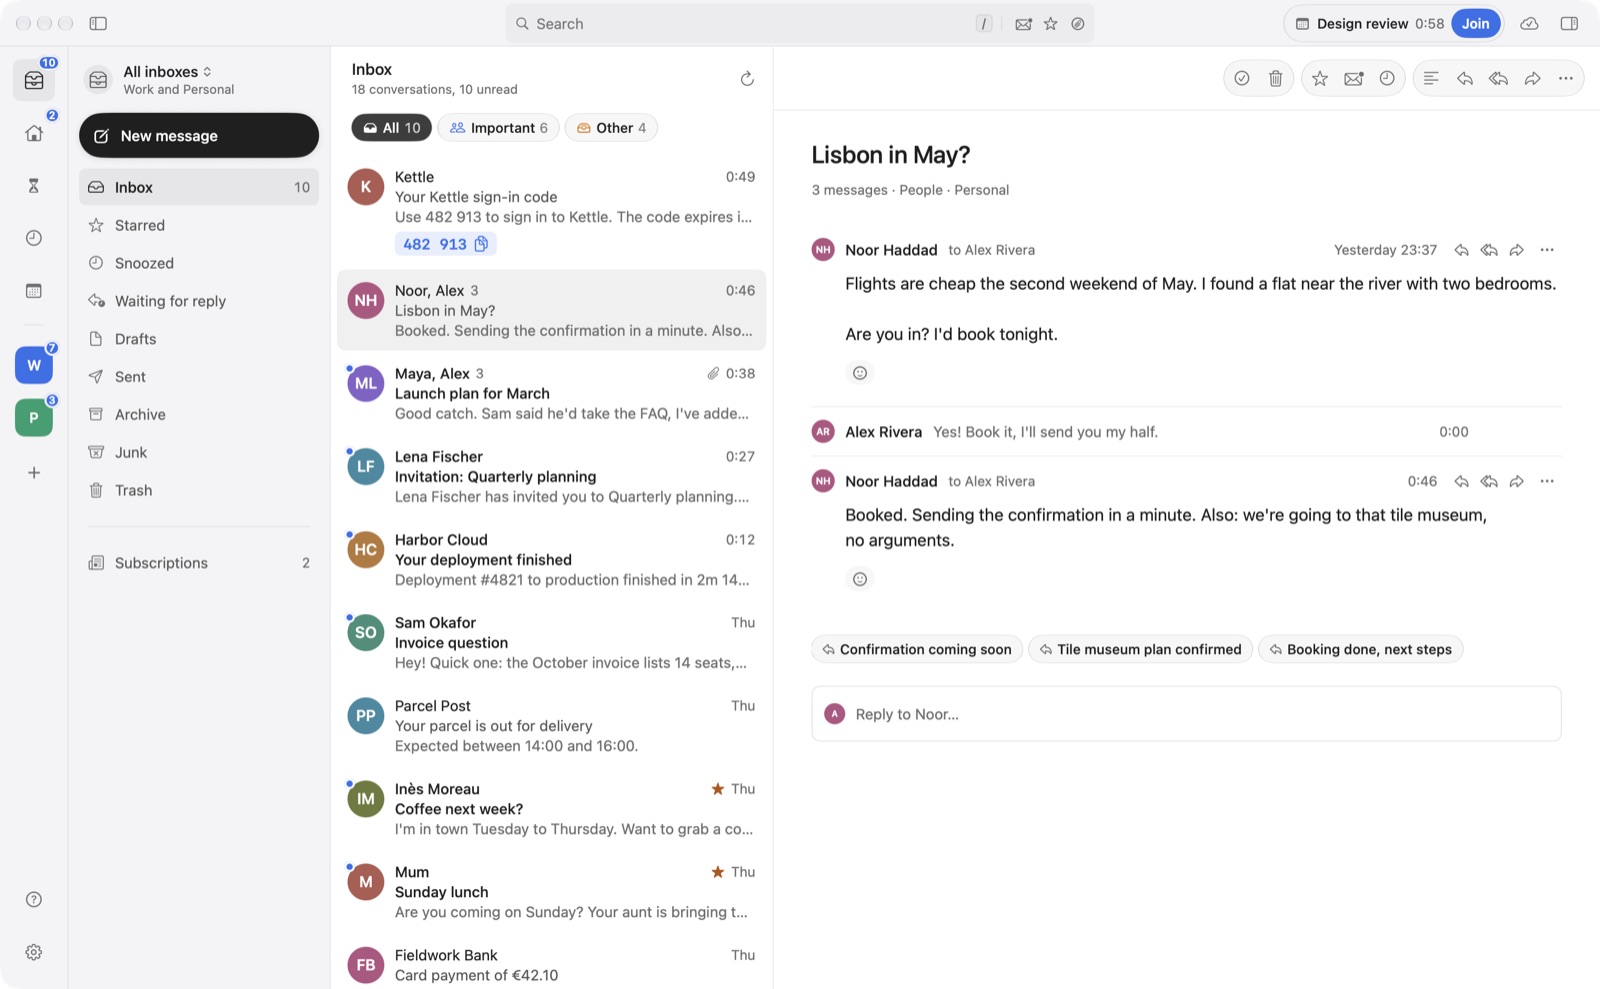 Search
/
Design review 0:58
Join
10
2
W
7
P
3
All inboxes
Work and Personal
New message
Inbox 10
Starred
Snoozed
Waiting for reply
Drafts
Sent
Archive
Junk
Trash
Subscriptions 2
Inbox
18 conversations, 10 unread
All 10
Important 6
Other 4
K
Kettle 0:49
Your Kettle sign-in code
Use 482 913 to sign in to Kettle. The code expires i...
482 913
NH
Noor, Alex 3 0:46
Lisbon in May?
Booked. Sending the confirmation in a minute. Also...
ML
Maya, Alex 3 0:38
Launch plan for March
Good catch. Sam said he'd take the FAQ, I've adde...
LF
Lena Fischer 0:27
Invitation: Quarterly planning
Lena Fischer has invited you to Quarterly planning....
HC
Harbor Cloud 0:12
Your deployment finished
Deployment #4821 to production finished in 2m 14...
SO
Sam Okafor Thu
Invoice question
Hey! Quick one: the October invoice lists 14 seats,...
PP
Parcel Post Thu
Your parcel is out for delivery
Expected between 14:00 and 16:00.
IM
Inès Moreau Thu
Coffee next week?
I'm in town Tuesday to Thursday. Want to grab a co...
M
Mum Thu
Sunday lunch
Are you coming on Sunday? Your aunt is bringing t...
FB
Fieldwork Bank Thu
Card payment of €42.10
Lisbon in May?
3 messages · People · Personal
NH
Noor Haddad to Alex Rivera Yesterday 23:37
Flights are cheap the second weekend of May. I found a flat near the river with two bedrooms.
Are you in? I'd book tonight.
AR
Alex Rivera Yes! Book it, I'll send you my half. 0:00
NH
Noor Haddad to Alex Rivera 0:46
Booked. Sending the confirmation in a minute. Also: we're going to that tile museum,
no arguments.
Confirmation coming soon
Tile museum plan confirmed
Booking done, next steps
A
Reply to Noor...